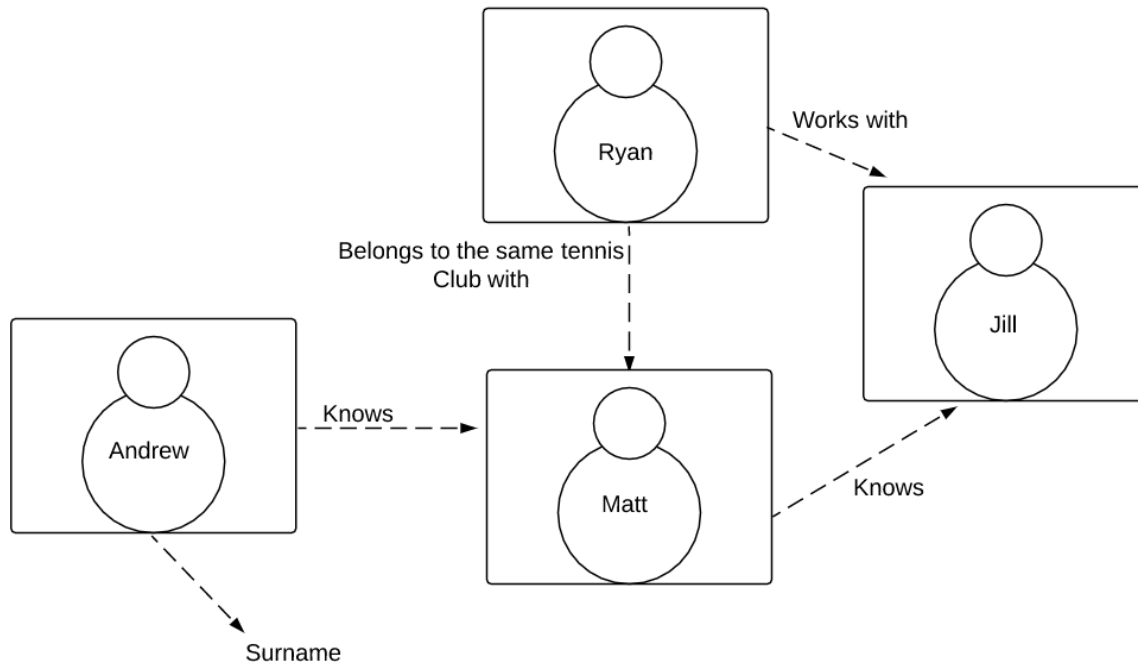 Ryan
Works with
Belongs to the same tennis
Club with
Jill
Andrew
Knows
Matt
Knows
Surname